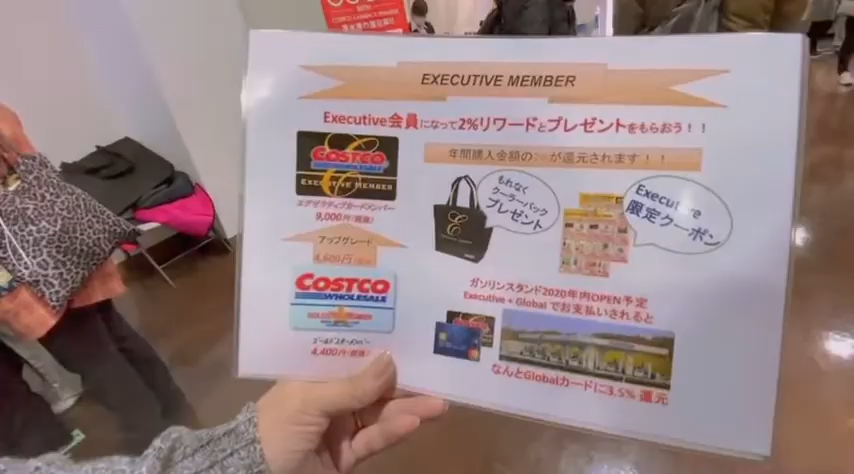 EXECUTIVE MEMBER
Executive会員になって2%リワードとプレゼントをもらおう！！
年間購入金額の2%が還元されます！！
COSTCO
WHOLESALE
EXECUTIVE MEMBER
エグゼクティブカードメンバー
9,000円(税抜)
もれなく
クーラーバック
プレゼント
Executive
限定クーポン
アップグレード
4,600円(税抜)
COSTCO
WHOLESALE
ゴールドスターメンバー
4,400円(税抜)
ガソリンスタンド2020年内OPEN予定
Executive + Global でお支払いされると
なんとGlobalカードに3.5% 還元